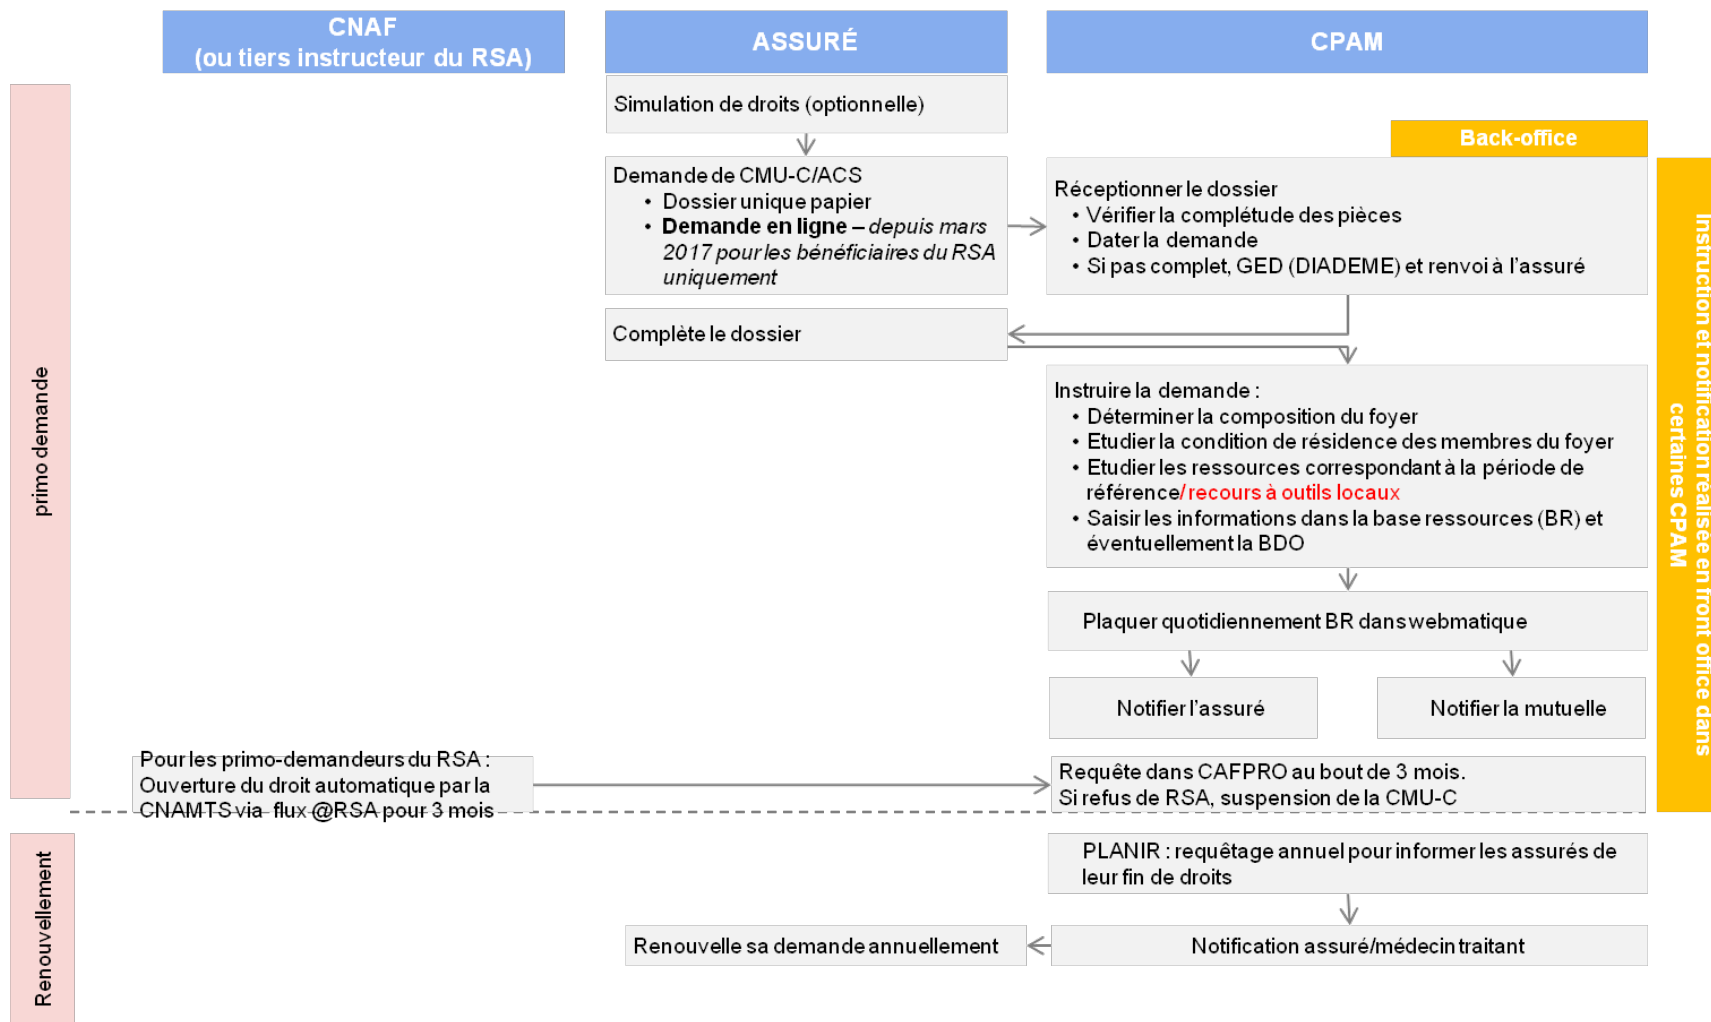 CNAF
(ou tiers instructeur du RSA)
ASSURÉ
CPAM
primo demande
Simulation de droits (optionnelle)
Back-office
Demande de CMU-C/ACS
• Dossier unique papier
• Demande en ligne – depuis mars
2017 pour les bénéficiaires du RSA
uniquement
Réceptionner le dossier
• Vérifier la complétude des pièces
• Dater la demande
• Si pas complet, GED (DIADEME) et renvoi à l'assuré
Instruction et notification réalisée en front office dans
certaines CPAM
Complète le dossier
Instruire la demande :
• Déterminer la composition du foyer
• Etudier la condition de résidence des membres du foyer
• Etudier les ressources correspondant à la période de
référence/ recours à outils locaux
• Saisir les informations dans la base ressources (BR) et
éventuellement la BDO
Plaquer quotidiennement BR dans webmatique
Notifier l'assuré
Notifier la mutuelle
Pour les primo-demandeurs du RSA :
Ouverture du droit automatique par la
CNAMTS via flux @RSA pour 3 mois
Requête dans CAFPRO au bout de 3 mois.
Si refus de RSA, suspension de la CMU-C
Renouvellement
PLANIR : requêtage annuel pour informer les assurés de
leur fin de droits
Renouvelle sa demande annuellement
Notification assuré/médecin traitant